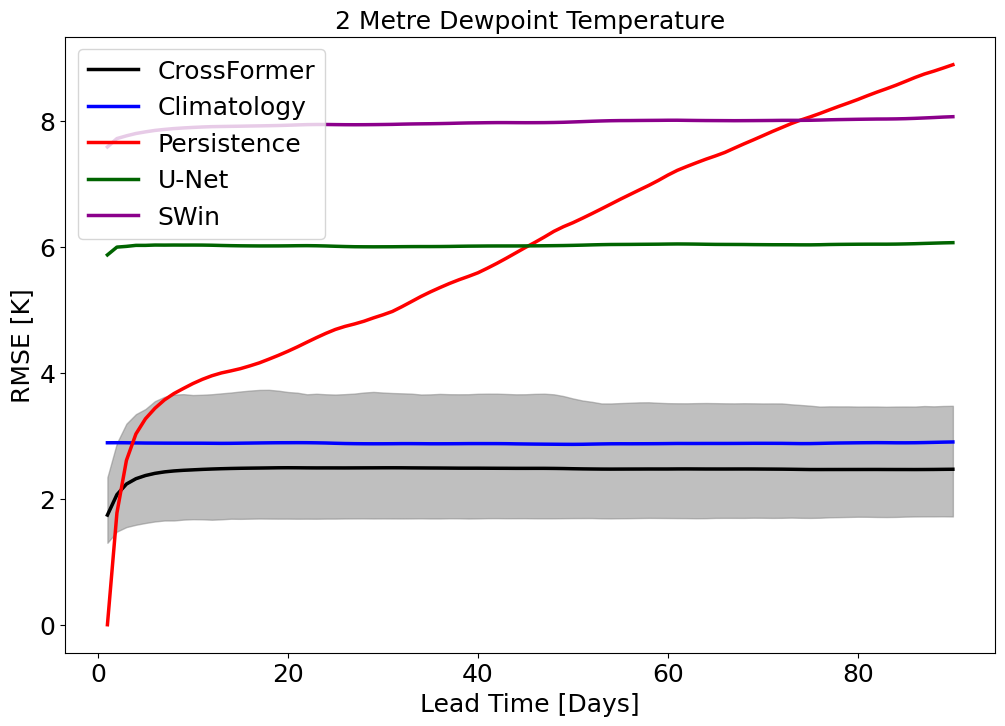 2 Metre Dewpoint Temperature
CrossFormer
Climatology
Persistence
U-Net
SWin
RMSE [K]
8
6
4
2
0
0 20 40 60 80
Lead Time [Days]